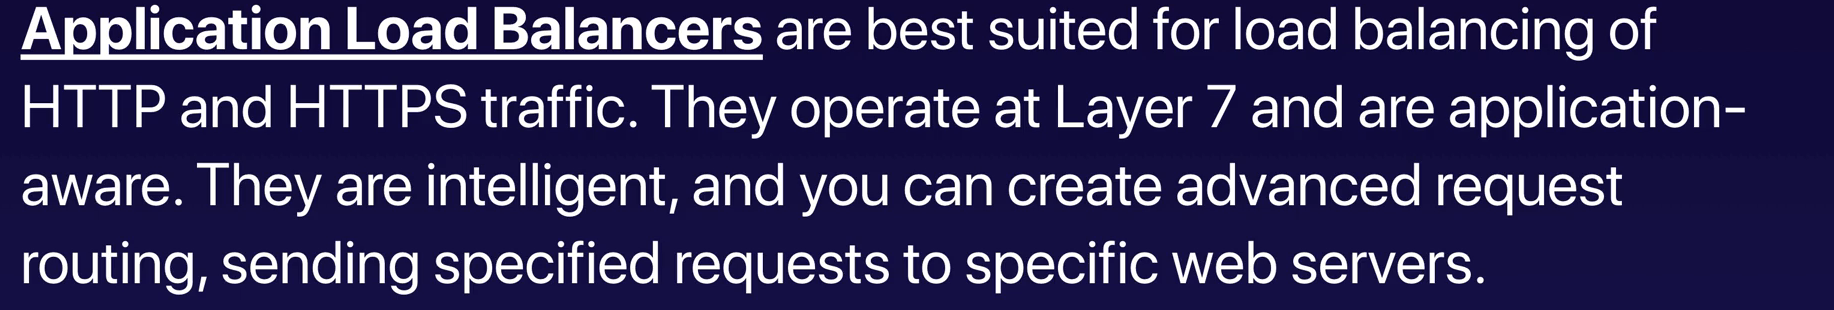 Application Load Balancers are best suited for load balancing of
HTTP and HTTPS traffic. They operate at Layer 7 and are application-
aware. They are intelligent, and you can create advanced request
routing, sending specified requests to specific web servers.